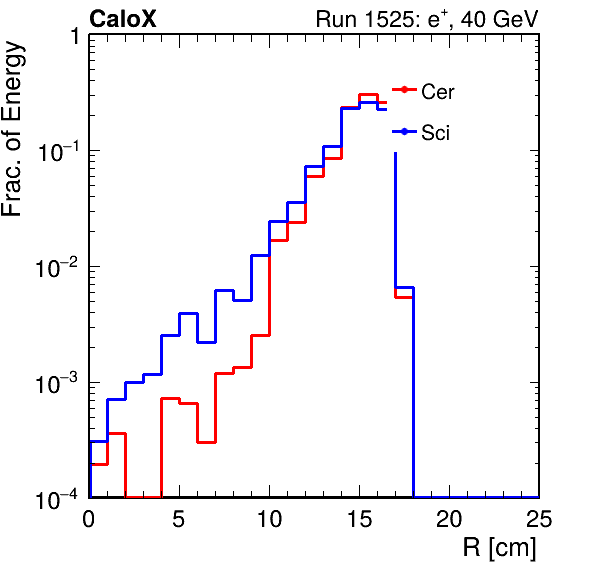 CaloX Run 1525: e⁺, 40 GeV
Frac. of Energy
1
10⁻¹
10⁻²
10⁻³
10⁻⁴
Cer
Sci
0 5 10 15 20 25
R [cm]